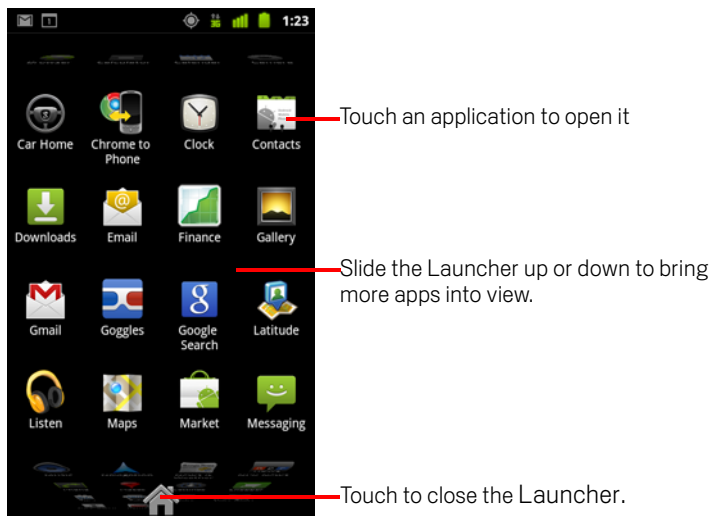 1:23
Car Home
Chrome to
Phone
Clock
Contacts
Touch an application to open it
Downloads
Email
Finance
Gallery
Slide the Launcher up or down to bring
more apps into view.
Gmail
Goggles
Google
Search
Latitude
Listen
Maps
Market
Messaging
Touch to close the Launcher.